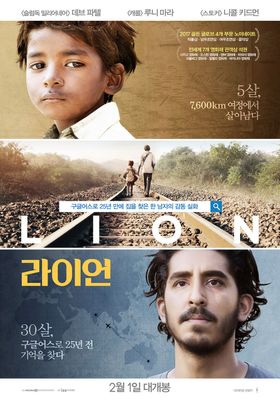 〈슬럼독 밀리어네어〉 데브 파텔
〈캐롤〉 루니 마라
〈스토커〉 니콜 키드먼
2017 골든 글로브 4개 부문 노미네이트
5살,
7,600km 여정에서
살아남다
구글어스로 25년 만에 집을 찾은 한 남자의 감동 실화
LION
라이언
30살,
구글어스로 25년 전
기억을 찾다
2월 1일 대개봉